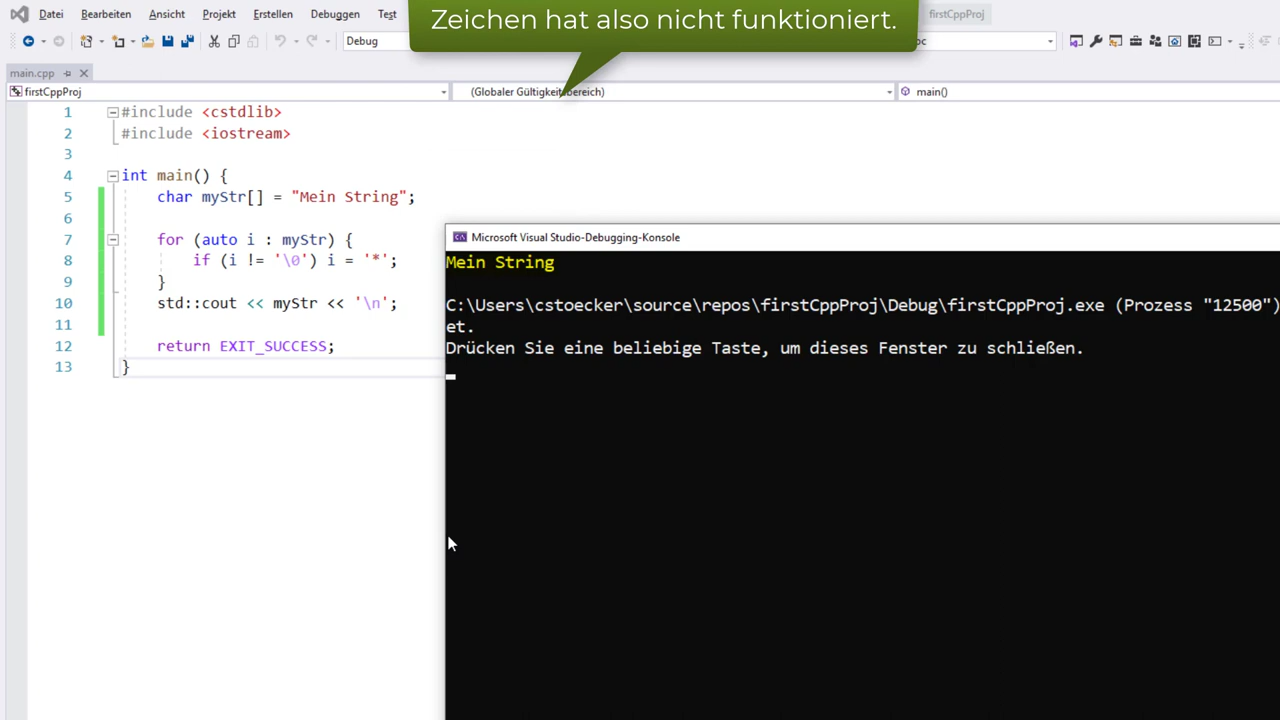 Datei Bearbeiten Ansicht Projekt Erstellen Debuggen Test
Zeichen hat also nicht funktioniert.
firstCppProj
Debug
main.cpp
firstCppProj
(Globaler Gültigkeitsbereich)
main()
1 #include <cstdlib>
2 #include <iostream>
3
4 int main() {
5 char myStr[] = "Mein String";
6
7 for (auto i : myStr) {
8 if (i != '\0') i = '*';
9 }
10 std::cout << myStr << '\n';
11
12 return EXIT_SUCCESS;
13 }
Microsoft Visual Studio-Debugging-Konsole
Mein String
C:\Users\cstoecker\source\repos\firstCppProj\Debug\firstCppProj.exe (Prozess "12500")
et.
Drücken Sie eine beliebige Taste, um dieses Fenster zu schließen.